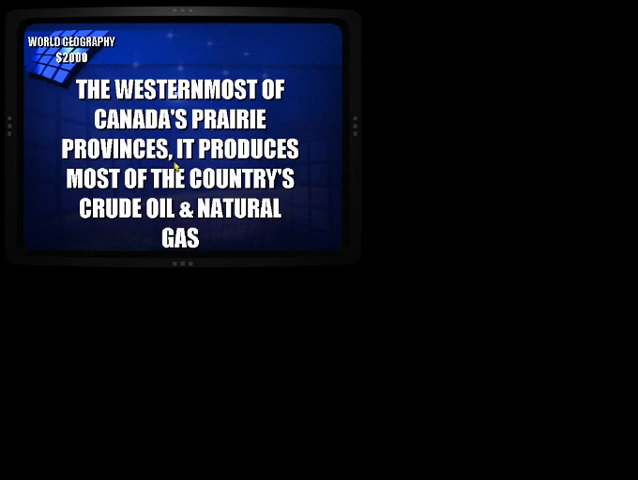 WORLD GEOGRAPHY
$2000
THE WESTERNMOST OF
CANADA'S PRAIRIE
PROVINCES, IT PRODUCES
MOST OF THE COUNTRY'S
CRUDE OIL & NATURAL
GAS